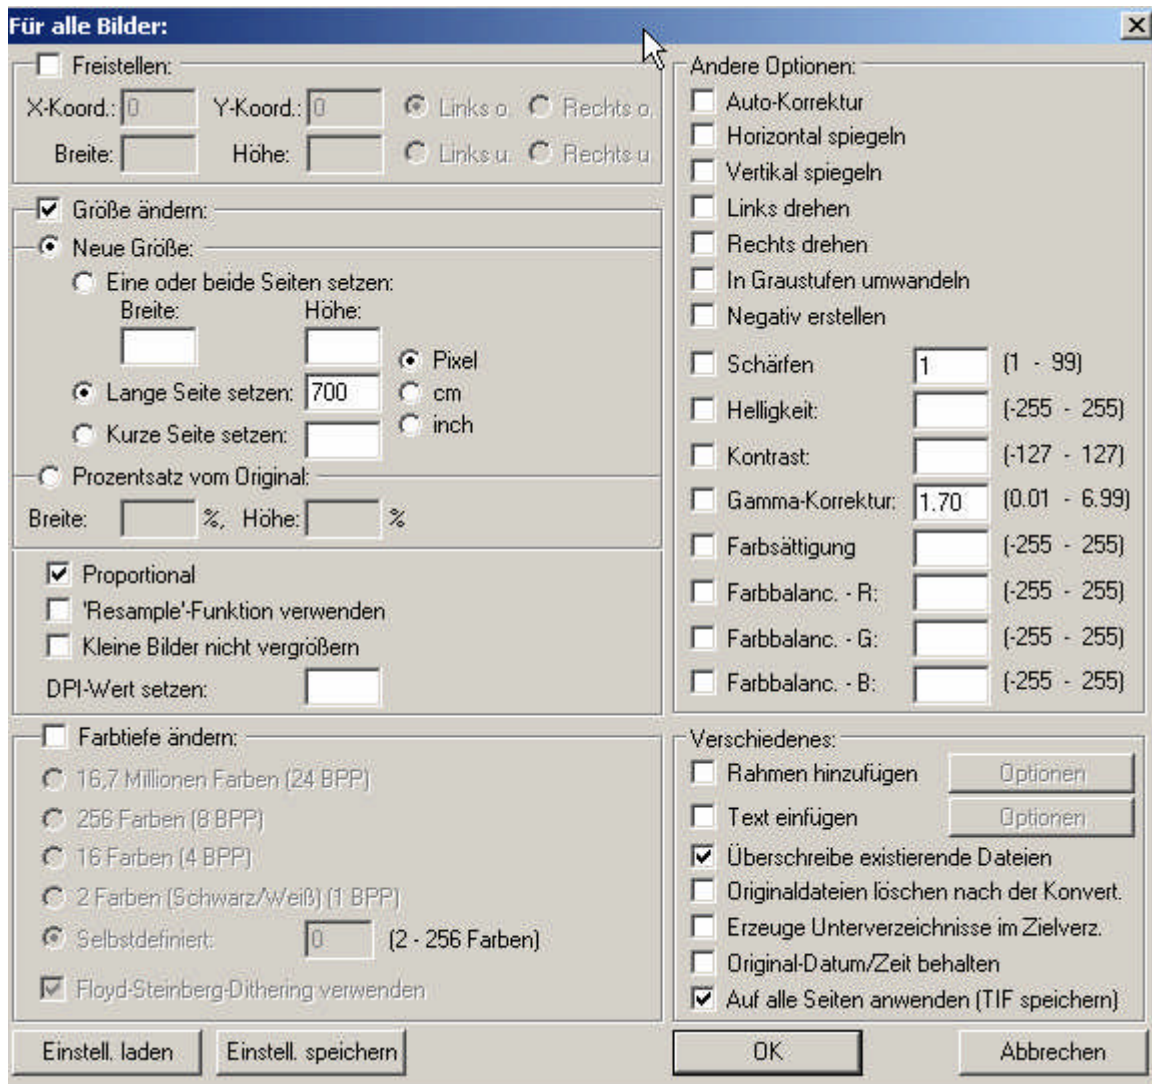 Für alle Bilder:
Freistellen:
X-Koord.: 0 Y-Koord.: 0 Links o. Rechts o.
Breite: Höhe: Links u. Rechts u.
Größe ändern:
Neue Größe:
Eine oder beide Seiten setzen:
Breite: Höhe:
Pixel
Lange Seite setzen: 700 cm
Kurze Seite setzen: inch
Prozentsatz vom Original:
Breite: %, Höhe: %
Proportional
'Resample'-Funktion verwenden
Kleine Bilder nicht vergrößern
DPI-Wert setzen:
Farbtiefe ändern:
16,7 Millionen Farben (24 BPP)
256 Farben (8 BPP)
16 Farben (4 BPP)
2 Farben (Schwarz/Weiß) (1 BPP)
Selbstdefiniert: 0 (2 - 256 Farben)
Floyd-Steinberg-Dithering verwenden
Einstell. laden Einstell. speichern
Andere Optionen:
Auto-Korrektur
Horizontal spiegeln
Vertikal spiegeln
Links drehen
Rechts drehen
In Graustufen umwandeln
Negativ erstellen
Schärfen 1 (1 - 99)
Helligkeit: (-255 - 255)
Kontrast: (-127 - 127)
Gamma-Korrektur: 1.70 (0.01 - 6.99)
Farbsättigung (-255 - 255)
Farbbalanc. - R: (-255 - 255)
Farbbalanc. - G: (-255 - 255)
Farbbalanc. - B: (-255 - 255)
Verschiedenes:
Rahmen hinzufügen Optionen
Text einfügen Optionen
Überschreibe existierende Dateien
Originaldateien löschen nach der Konvert.
Erzeuge Unterverzeichnisse im Zielverz.
Original-Datum/Zeit behalten
Auf alle Seiten anwenden (TIF speichern)
OK Abbrechen